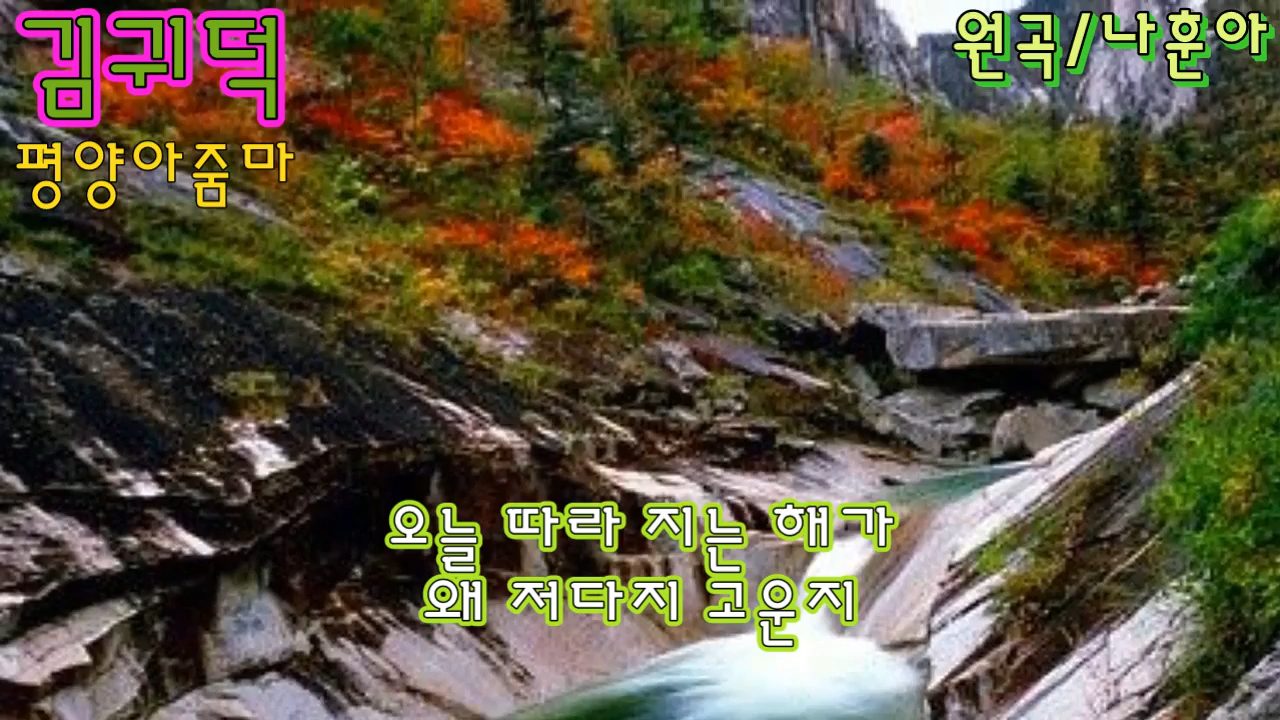 김귀덕
원곡/나훈아
평양아줌마
오늘 따라 지는 해가
왜 저다지 고운지